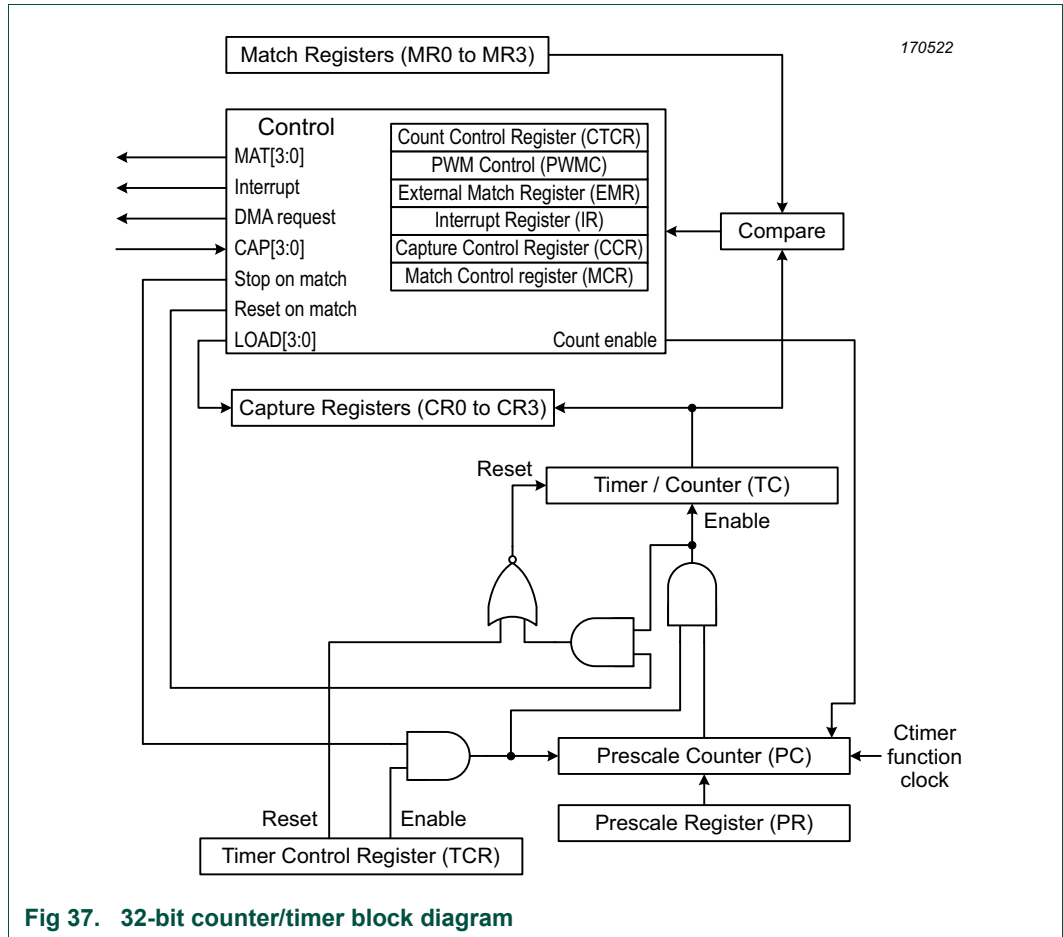 Match Registers (MR0 to MR3)
170522
Control
MAT[3:0]
Interrupt
DMA request
CAP[3:0]
Stop on match
Reset on match
LOAD[3:0]
Count Control Register (CTCR)
PWM Control (PWMC)
External Match Register (EMR)
Interrupt Register (IR)
Capture Control Register (CCR)
Match Control register (MCR)
Count enable
Compare
Capture Registers (CR0 to CR3)
Reset
Timer / Counter (TC)
Enable
Prescale Counter (PC)
Ctimer
function
clock
Prescale Register (PR)
Reset
Enable
Timer Control Register (TCR)
Fig 37. 32-bit counter/timer block diagram